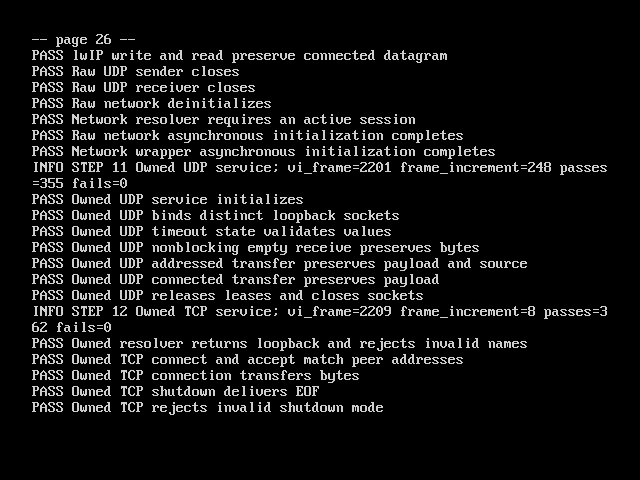 -- page 26 --
PASS lwIP write and read preserve connected datagram
PASS Raw UDP sender closes
PASS Raw UDP receiver closes
PASS Raw network deinitializes
PASS Network resolver requires an active session
PASS Raw network asynchronous initialization completes
PASS Network wrapper asynchronous initialization completes
INFO STEP 11 Owned UDP service; vi_frame=2201 frame_increment=248 passes
=355 fails=0
PASS Owned UDP service initializes
PASS Owned UDP binds distinct loopback sockets
PASS Owned UDP timeout state validates values
PASS Owned UDP nonblocking empty receive preserves bytes
PASS Owned UDP addressed transfer preserves payload and source
PASS Owned UDP connected transfer preserves payload
PASS Owned UDP releases leases and closes sockets
INFO STEP 12 Owned TCP service; vi_frame=2209 frame_increment=8 passes=3
62 fails=0
PASS Owned resolver returns loopback and rejects invalid names
PASS Owned TCP connect and accept match peer addresses
PASS Owned TCP connection transfers bytes
PASS Owned TCP shutdown delivers EOF
PASS Owned TCP rejects invalid shutdown mode